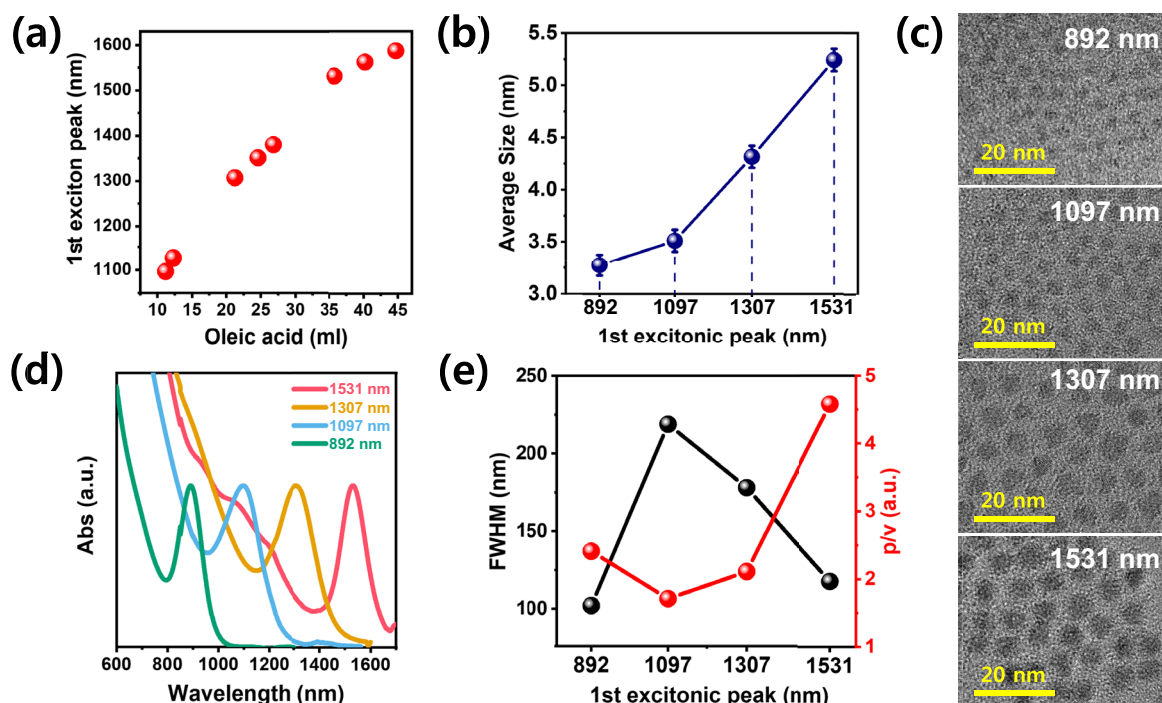 (a)
1st exciton peak (nm)
1600
1500
1400
1300
1200
1100
10 15 20 25 30 35 40 45
Oleic acid (ml)
(b)
Average Size (nm)
5.5
5.0
4.5
4.0
3.5
3.0
892 1097 1307 1531
1st excitonic peak (nm)
(c)
892 nm
20 nm
1097 nm
20 nm
1307 nm
20 nm
1531 nm
20 nm
(d)
Abs (a.u.)
1531 nm
1307 nm
1097 nm
892 nm
600 800 1000 1200 1400 1600
Wavelength (nm)
(e)
FWHM (nm)
250
200
150
100
p/v (a.u.)
5
4
3
2
1
892 1097 1307 1531
1st excitonic peak (nm)